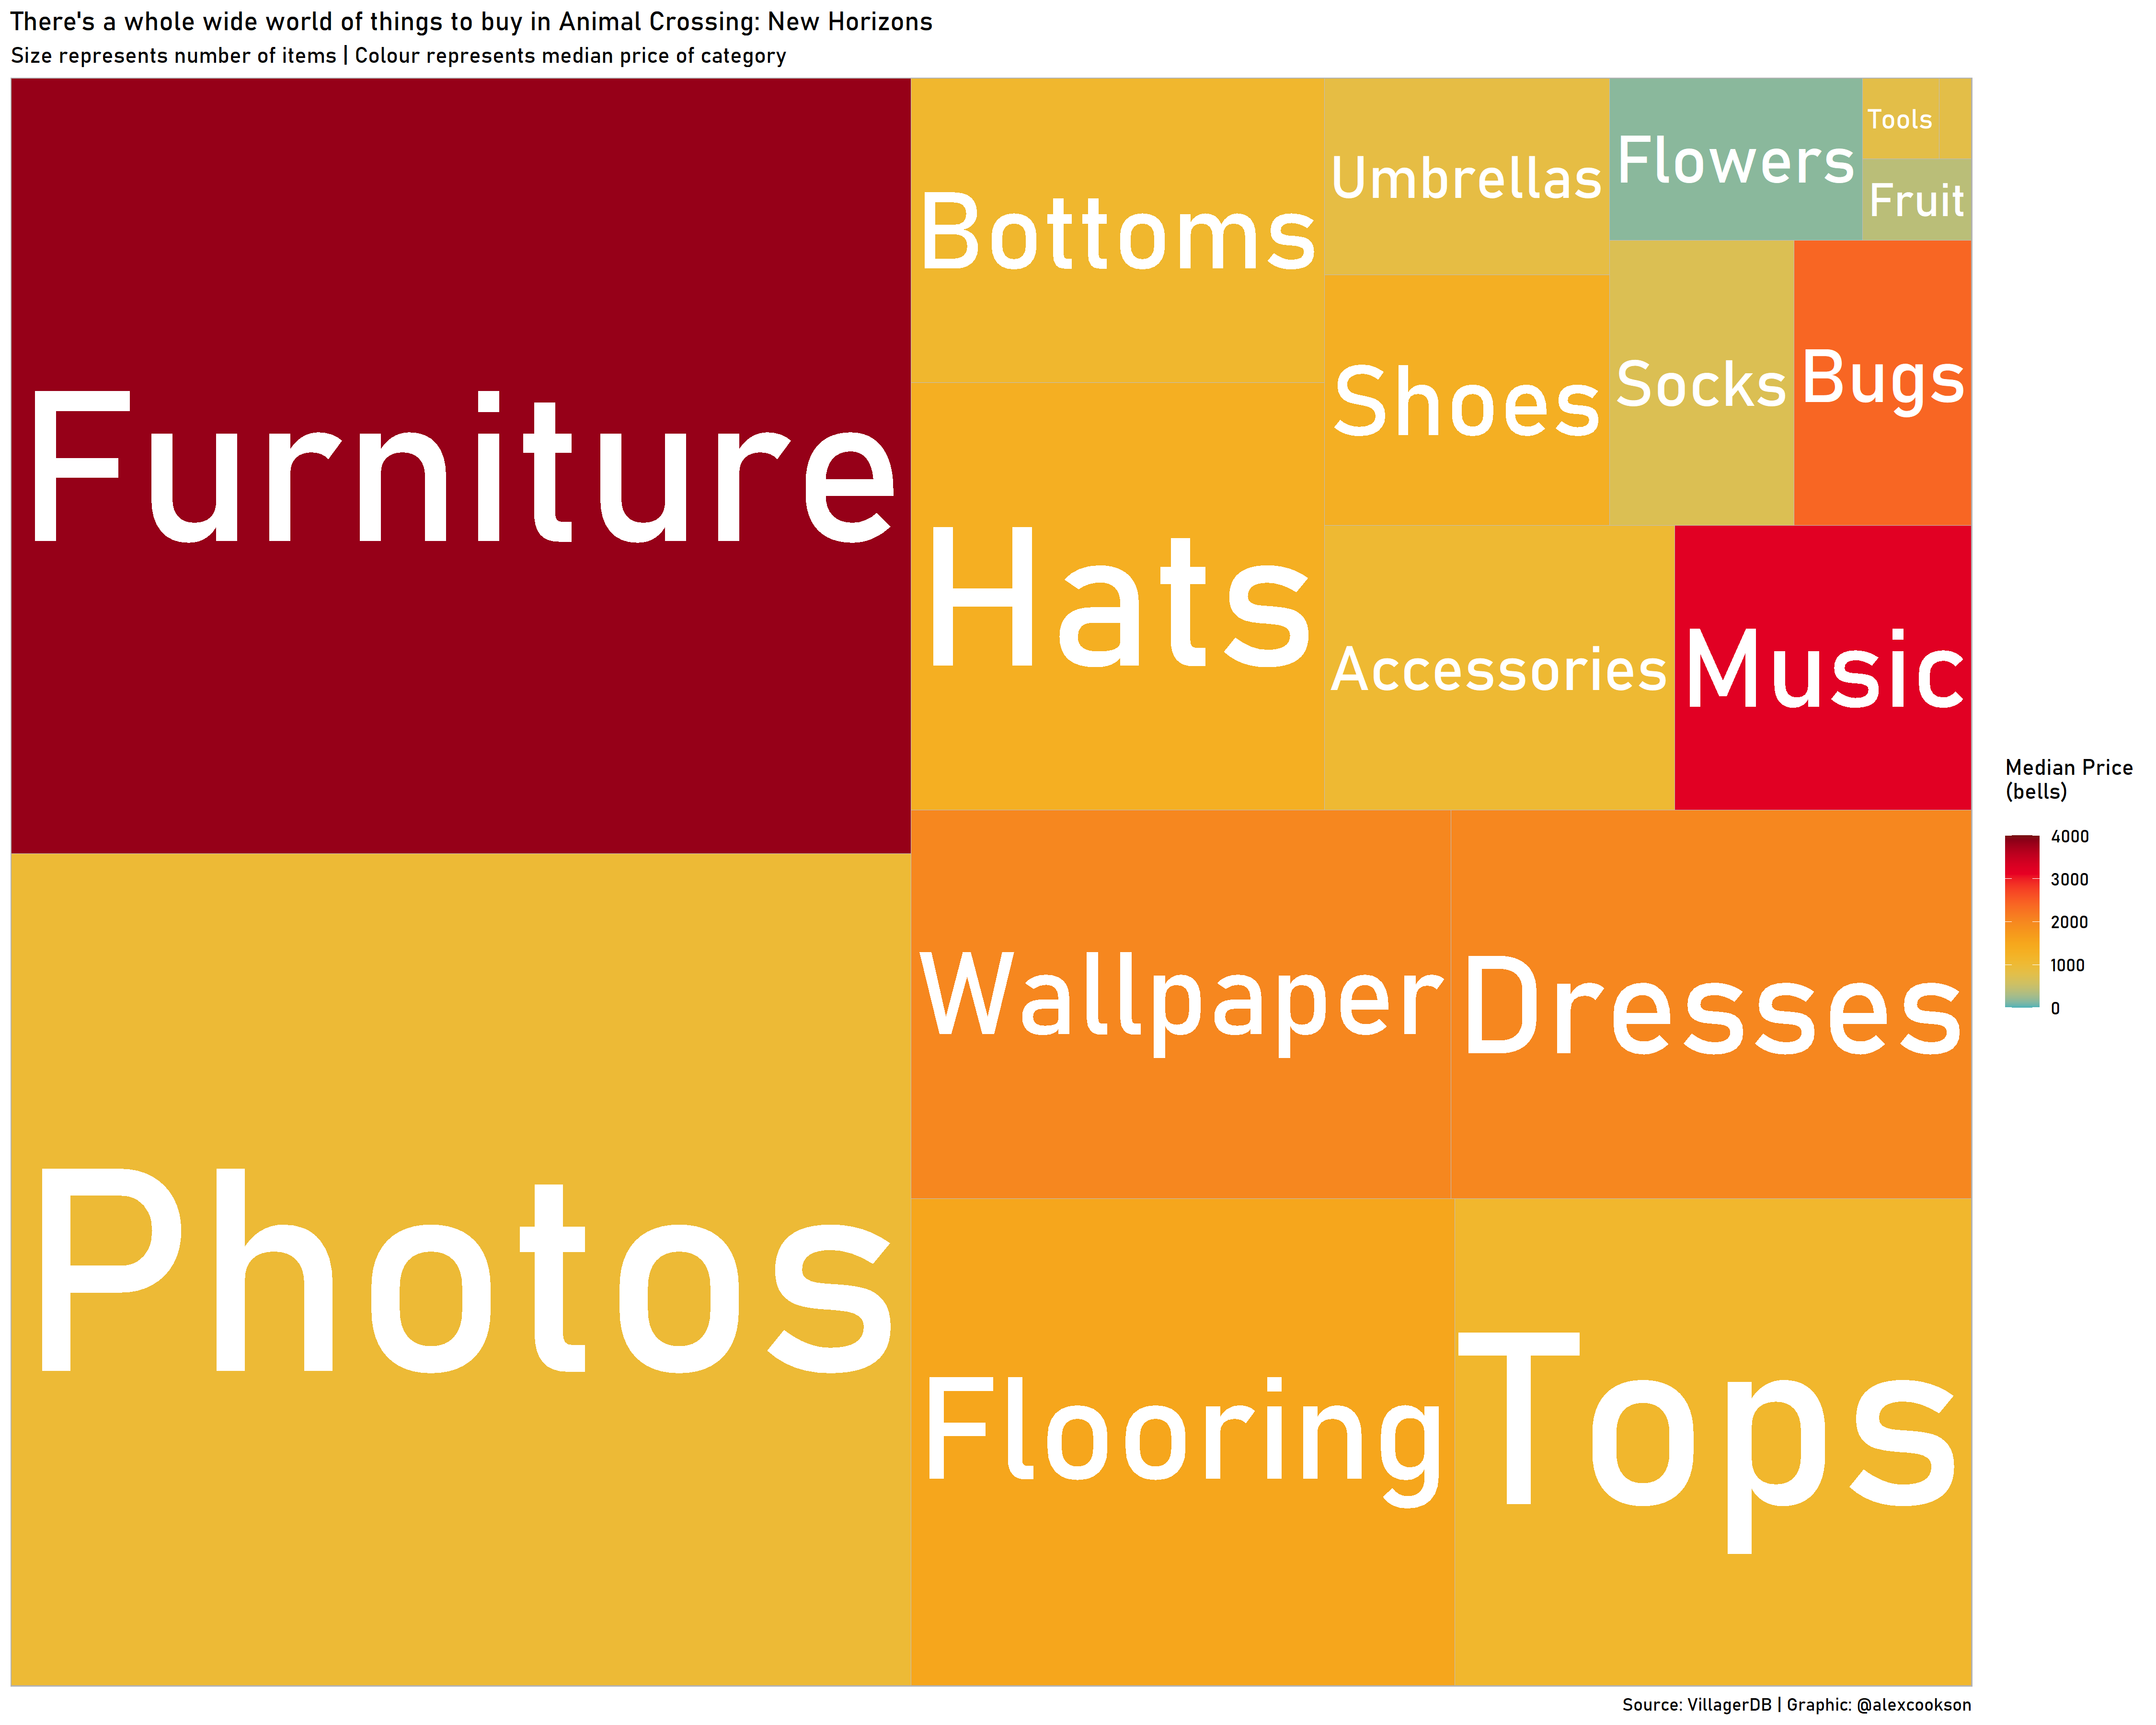 There's a whole wide world of things to buy in Animal Crossing: New Horizons
Size represents number of items | Colour represents median price of category
Furniture
Photos
Bottoms
Hats
Umbrellas
Shoes
Flowers
Tools
Fruit
Socks
Bugs
Accessories
Music
Wallpaper
Dresses
Flooring
Tops
Median Price
(bells)
4000
3000
2000
1000
0
Source: VillagerDB | Graphic: @alexcookson